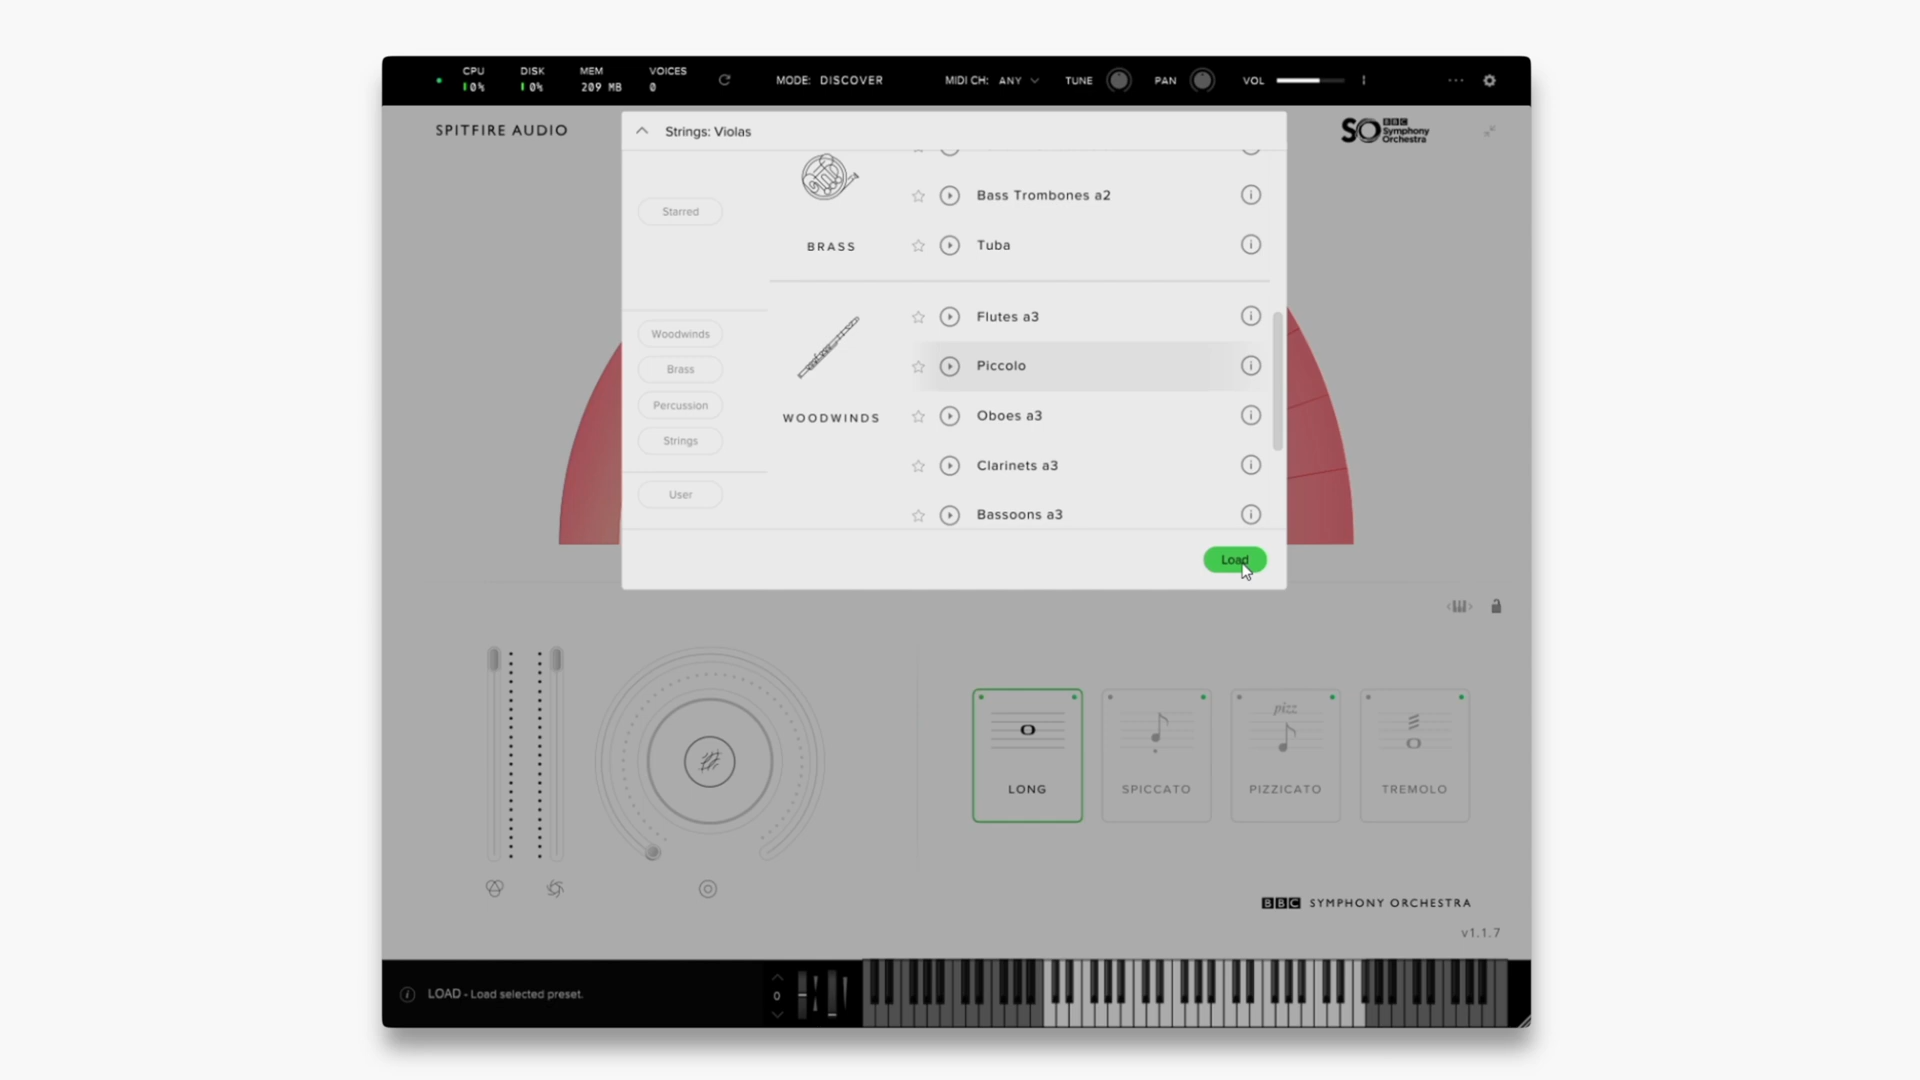 CPU
0%
DISK
0%
MEM
209 MB
VOICES
0
MODE: DISCOVER
MIDI CH: ANY
TUNE
PAN
VOL
SPITFIRE AUDIO
Strings: Violas
SO BBC
Symphony
Orchestra
Starred
Bass Trombones a2
BRASS
Tuba
Woodwinds
Brass
Percussion
Strings
User
WOODWINDS
Flutes a3
Piccolo
Oboes a3
Clarinets a3
Bassoons a3
Load
LONG
SPICCATO
pizz
PIZZICATO
TREMOLO
BBC SYMPHONY ORCHESTRA
v1.1.7
LOAD - Load selected preset.
0